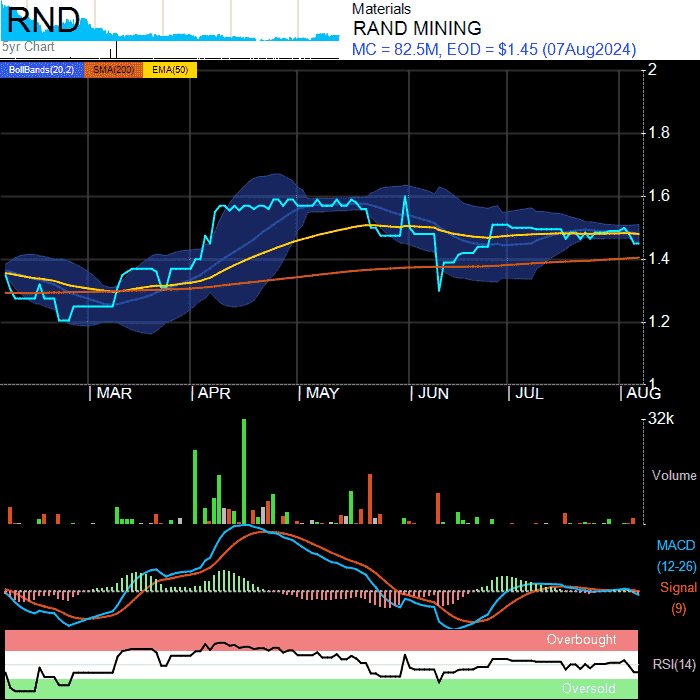 RND
5yr Chart
Materials
RAND MINING
MC = 82.5M, EOD = $1.45 (07Aug2024)
BollBands(20,2) SMA(200) EMA(50)
2
1.8
1.6
1.4
1.2
1
MAR APR MAY JUN JUL AUG
32k
Volume
MACD
(12-26)
Signal
(9)
Overbought
RSI(14)
Oversold